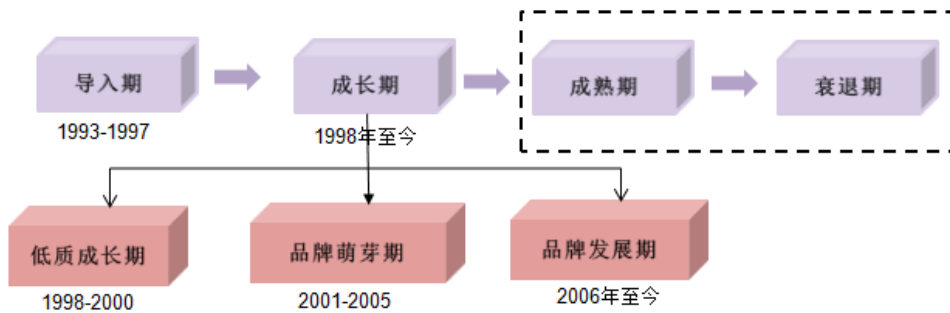 导入期
成长期
成熟期
衰退期
1993-1997
1998年至今
低质成长期
品牌萌芽期
品牌发展期
1998-2000
2001-2005
2006年至今